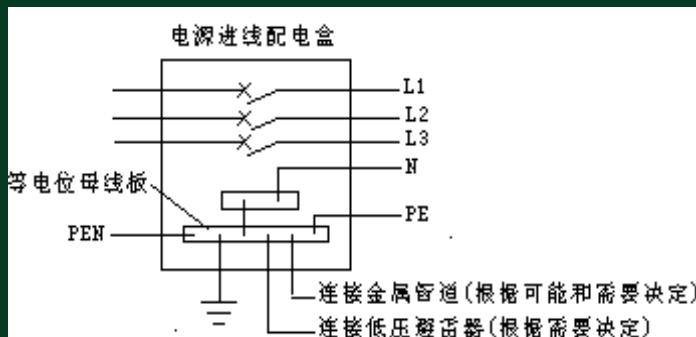 电源进线配电盒
L1
L2
L3
N
等电位母线板
PE
PEN
连接金属管道(根据可能和需要决定)
连接低压避雷器(根据需要决定)